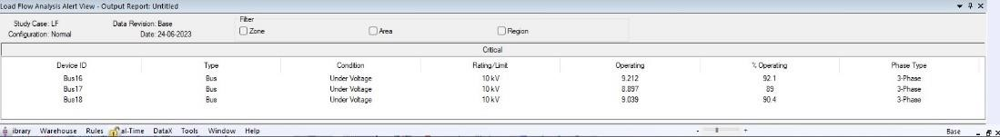 Load Flow Analysis Alert View - Output Report: Untitled
Study Case: LF Data Revision: Base Filter
Configuration: Normal Date: 24-06-2023 Zone Area Region
Critical
Device ID Type Condition Rating/Limit Operating % Operating Phase Type
Bus16 Bus Under Voltage 10 kV 9.212 92.1 3-Phase
Bus17 Bus Under Voltage 10 kV 8.897 89 3-Phase
Bus18 Bus Under Voltage 10 kV 9.039 90.4 3-Phase
ibrary Warehouse Rules al-Time DataX Tools Window Help - + Base